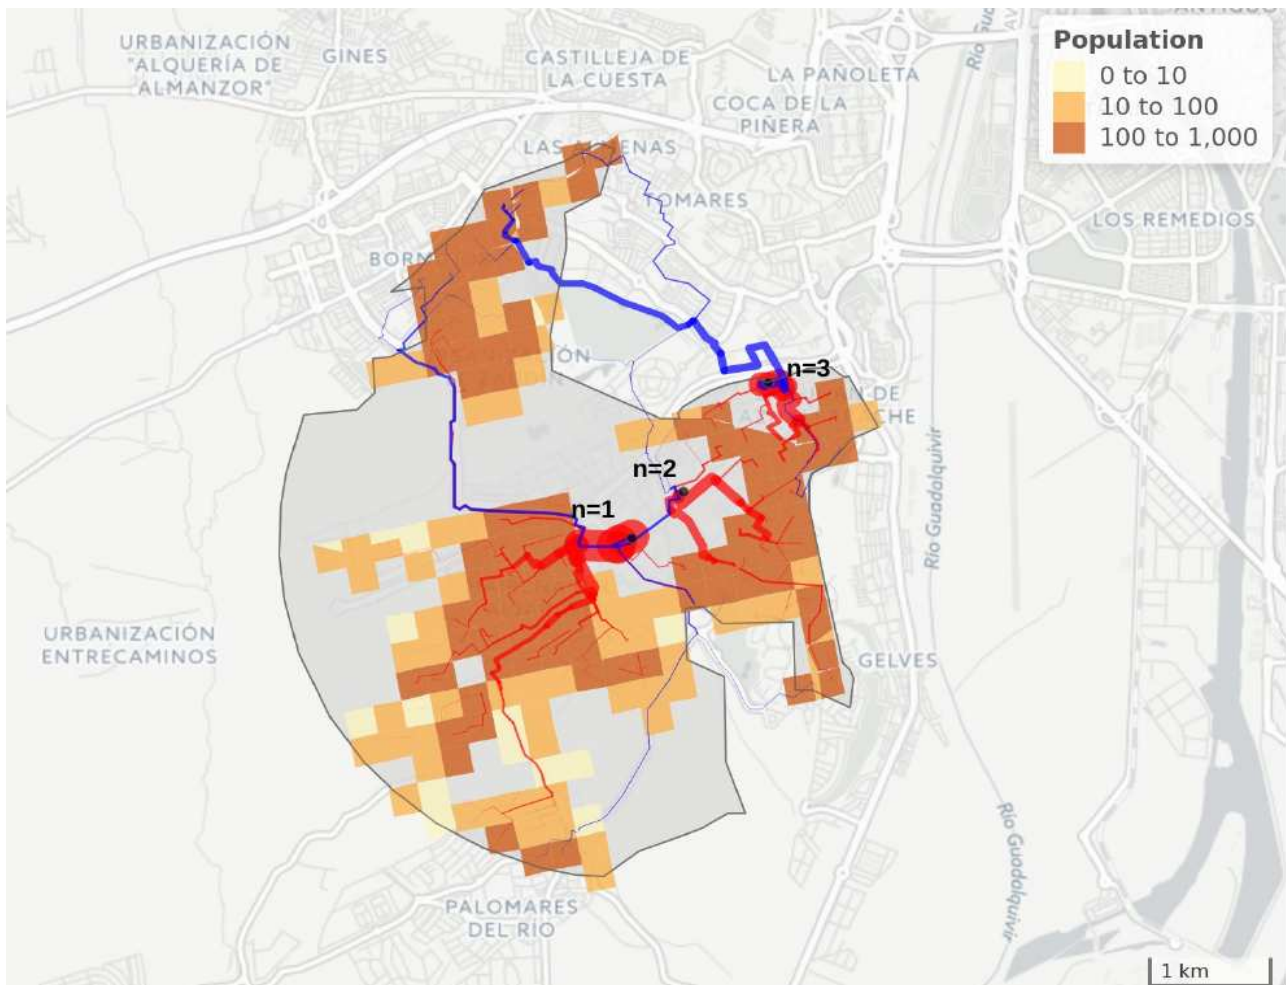 URBANIZACIÓN
"ALQUERÍA DE
ALMANZOR"
GINES
CASTILLEJA DE
LA CUESTA
LA PAÑOLETA
COCA DE LA
PIÑERA
Population
0 to 10
10 to 100
100 to 1,000
LAS
TOMARES
LOS REMEDIOS
n=3
n=2
n=1
Río Guadalquivir
URBANIZACIÓN
ENTRECAMINOS
GELVES
Río Guadalquivir
PALOMARES
DEL RÍO
1 km